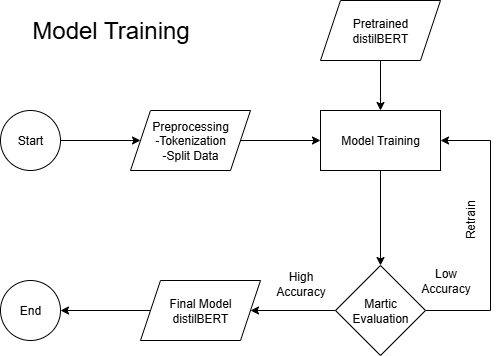 Model Training
Pretrained
distilBERT
Start
Preprocessing
-Tokenization
-Split Data
Model Training
Retrain
High
Accuracy
Low
Accuracy
Martic
Evaluation
Final Model
distilBERT
End